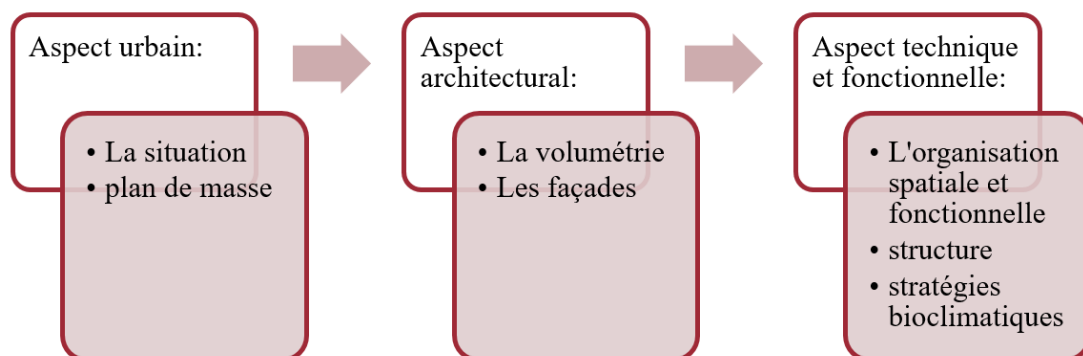 Aspect urbain:
• La situation
• plan de masse
Aspect
architectural:
• La volumétrie
• Les façades
Aspect technique
et fonctionnelle:
• L'organisation
spatiale et
fonctionnelle
• structure
• stratégies
bioclimatiques